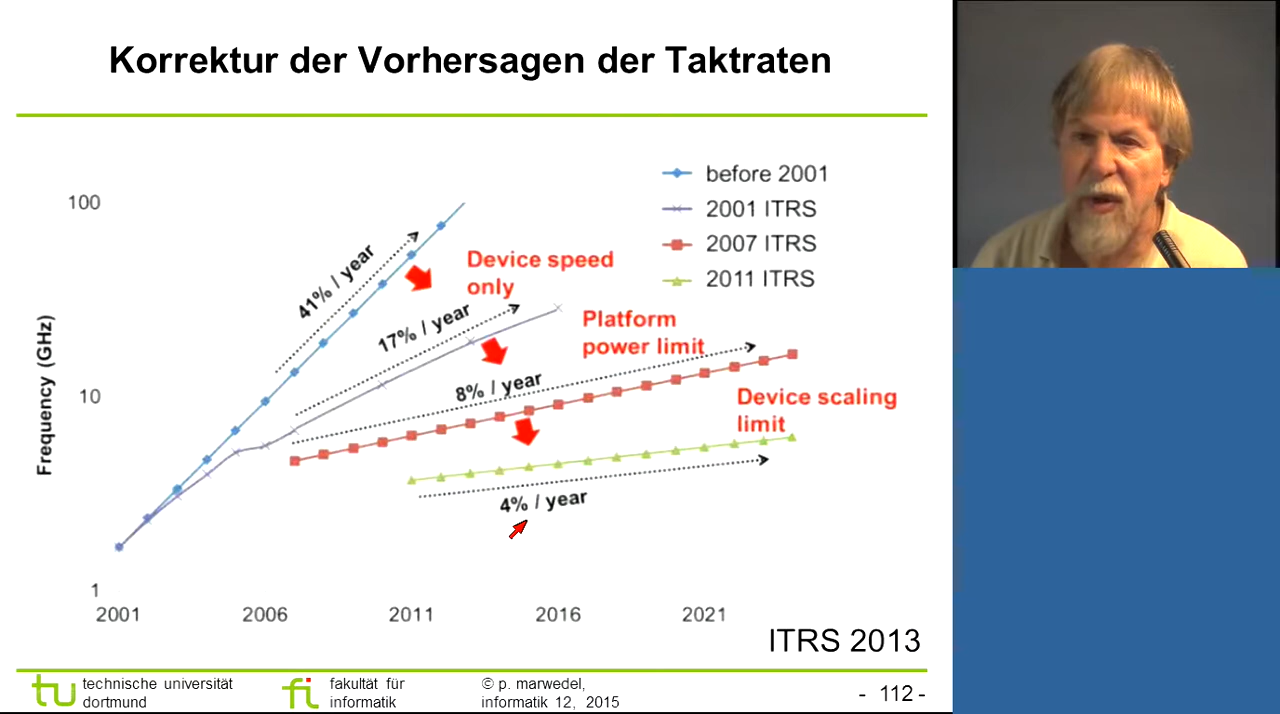 Korrektur der Vorhersagen der Taktraten
before 2001
2001 ITRS
2007 ITRS
2011 ITRS
100
10
1
Frequency (GHz)
41% / year
Device speed
only
17% / year
Platform
power limit
8% / year
Device scaling
limit
4% / year
2001 2006 2011 2016 2021
ITRS 2013
tu technische universität
dortmund
fi fakultät für
informatik
© p. marwedel,
informatik 12, 2015
- 112 -